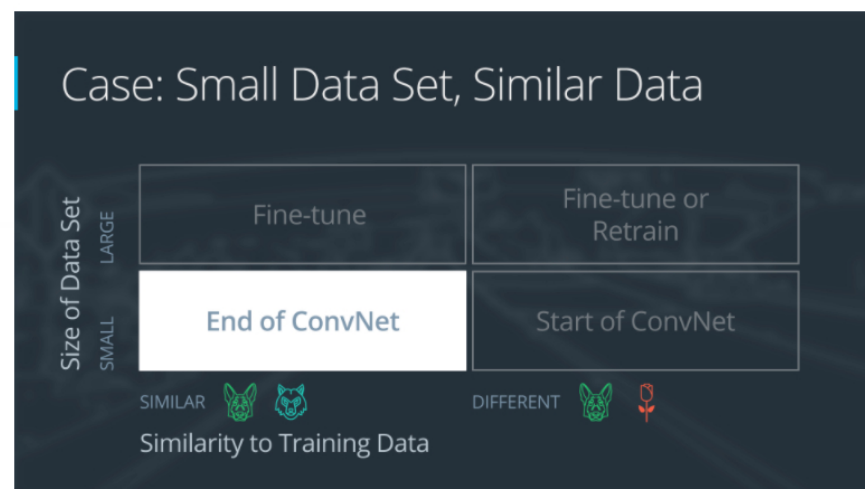 Case: Small Data Set, Similar Data
Size of Data Set
LARGE
SMALL
Fine-tune
Fine-tune or
Retrain
End of ConvNet
Start of ConvNet
SIMILAR
DIFFERENT
Similarity to Training Data